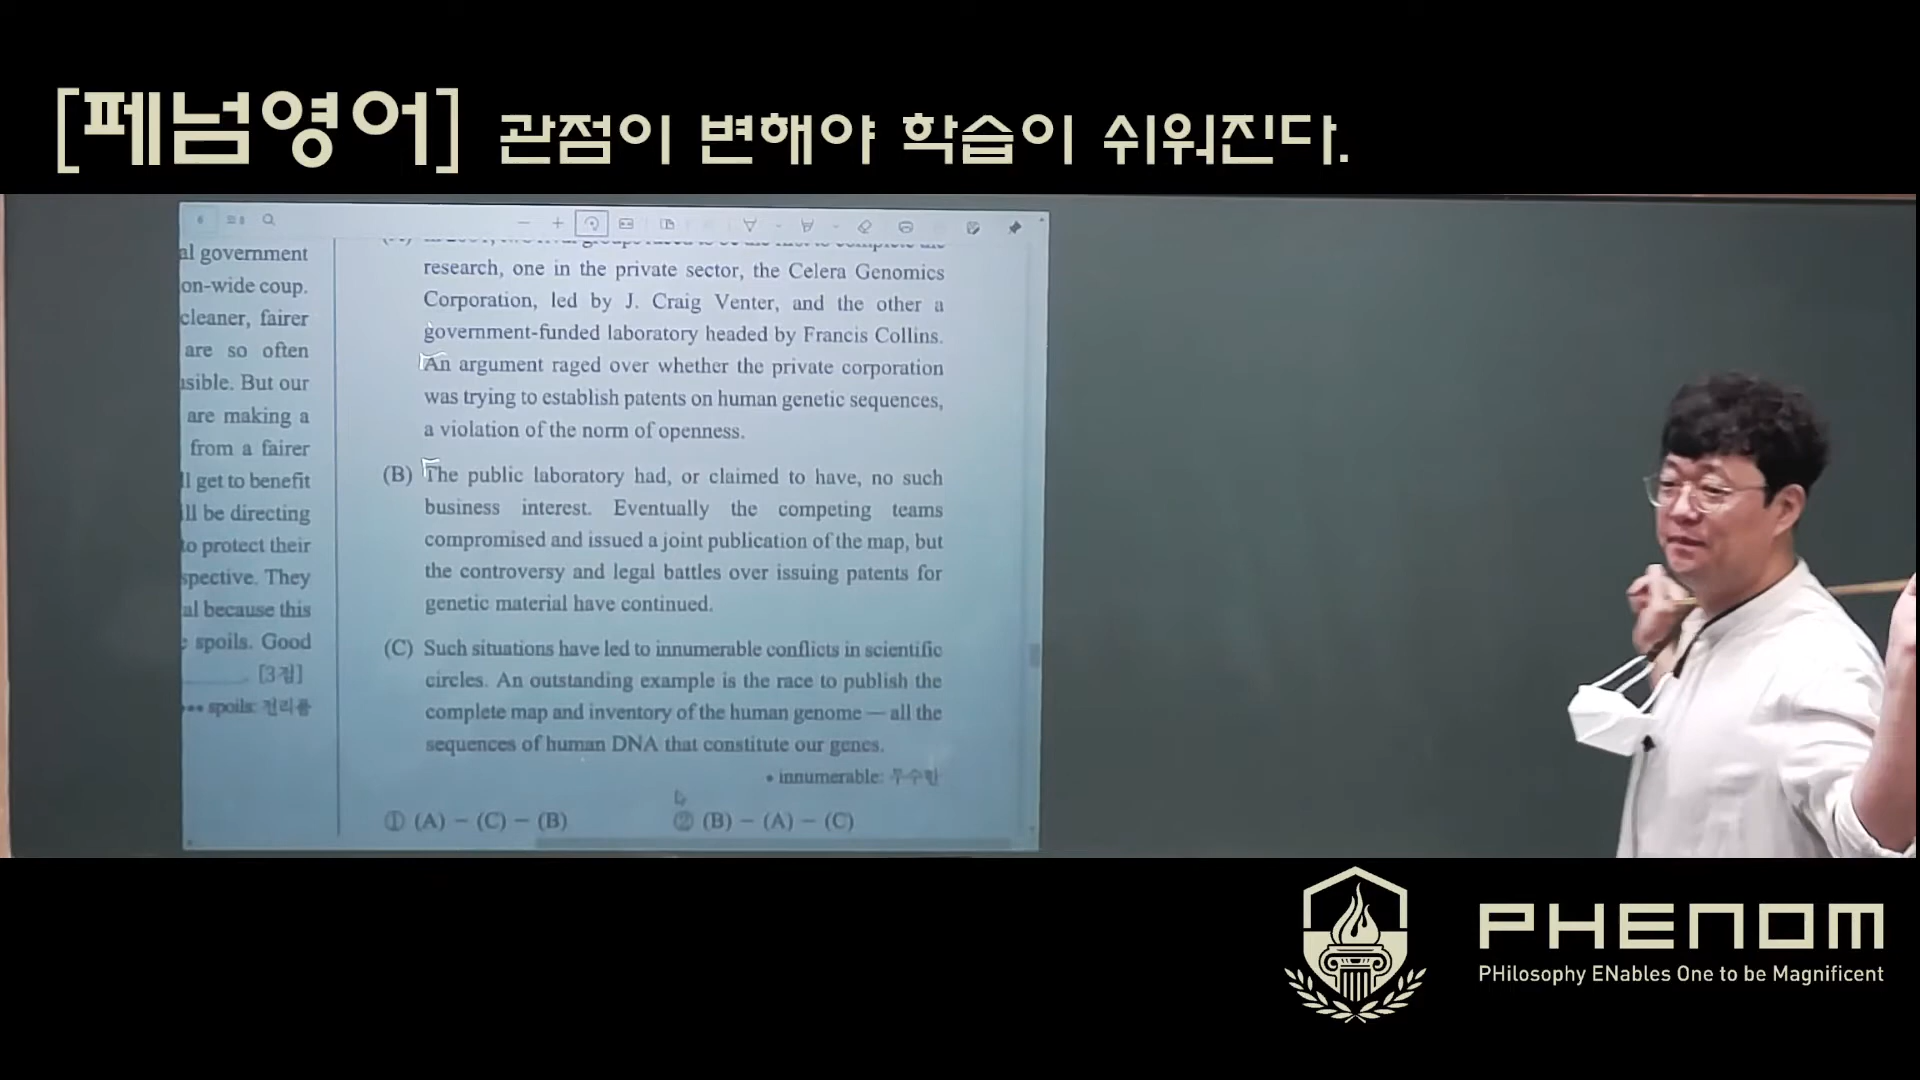 [페넘영어] 관점이 변해야 학습이 쉬워진다.
6
al government
on-wide coup.
cleaner, fairer
are so often
sible. But our
are making a
from a fairer
ll get to benefit
ill be directing
to protect their
spective. They
al because this
spoils. Good
[3점]
spoils: 전리품
research, one in the private sector, the Celera Genomics
Corporation, led by J. Craig Venter, and the other a
government-funded laboratory headed by Francis Collins.
An argument raged over whether the private corporation
was trying to establish patents on human genetic sequences,
a violation of the norm of openness.
(B) The public laboratory had, or claimed to have, no such
business interest. Eventually the competing teams
compromised and issued a joint publication of the map, but
the controversy and legal battles over issuing patents for
genetic material have continued.
(C) Such situations have led to innumerable conflicts in scientific
circles. An outstanding example is the race to publish the
complete map and inventory of the human genome — all the
sequences of human DNA that constitute our genes.
* innumerable: 무수한
① (A) - (C) - (B)
② (B) - (A) - (C)
PHENOM
PHilosophy ENables One to be Magnificent